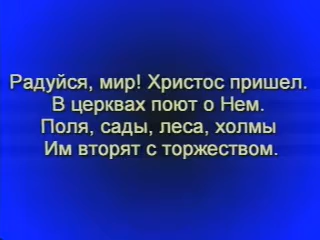 Радуйся, мир! Христос пришел.
В церквах поют о Нем.
Поля, сады, леса, холмы
Им вторят с торжеством.